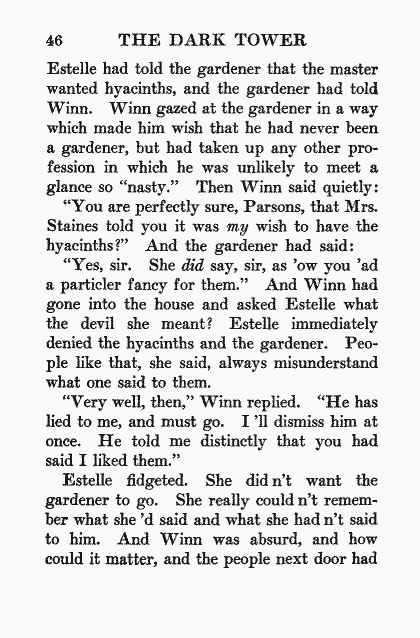 46 THE DARK TOWER
Estelle had told the gardener that the master
wanted hyacinths, and the gardener had told
Winn. Winn gazed at the gardener in a way
which made him wish that he had never been
a gardener, but had taken up any other pro-
fession in which he was unlikely to meet a
glance so "nasty." Then Winn said quietly:
"You are perfectly sure, Parsons, that Mrs.
Staines told you it was my wish to have the
hyacinths?" And the gardener had said:
"Yes, sir. She did say, sir, as 'ow you 'ad
a particler fancy for them." And Winn had
gone into the house and asked Estelle what
the devil she meant? Estelle immediately
denied the hyacinths and the gardener. Peo-
ple like that, she said, always misunderstand
what one said to them.
"Very well, then," Winn replied. "He has
lied to me, and must go. I 'll dismiss him at
once. He told me distinctly that you had
said I liked them."
Estelle fidgeted. She did n't want the
gardener to go. She really could n't remem-
ber what she 'd said and what she had n't said
to him. And Winn was absurd, and how
could it matter, and the people next door had